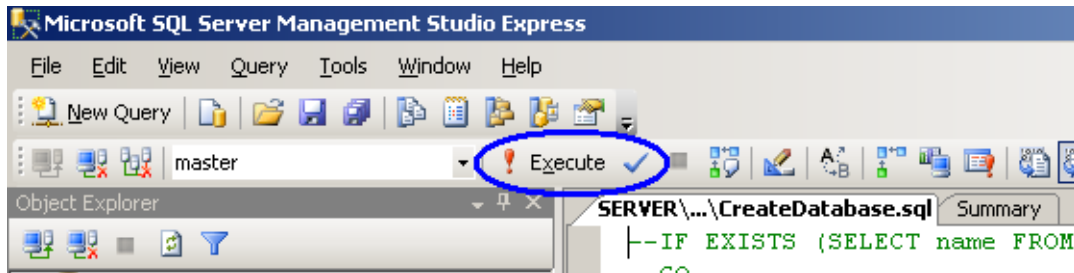 Microsoft SQL Server Management Studio Express
File Edit View Query Tools Window Help
New Query
master Execute
Object Explorer
SERVER\...\CreateDatabase.sql Summary
--IF EXISTS (SELECT name FROM